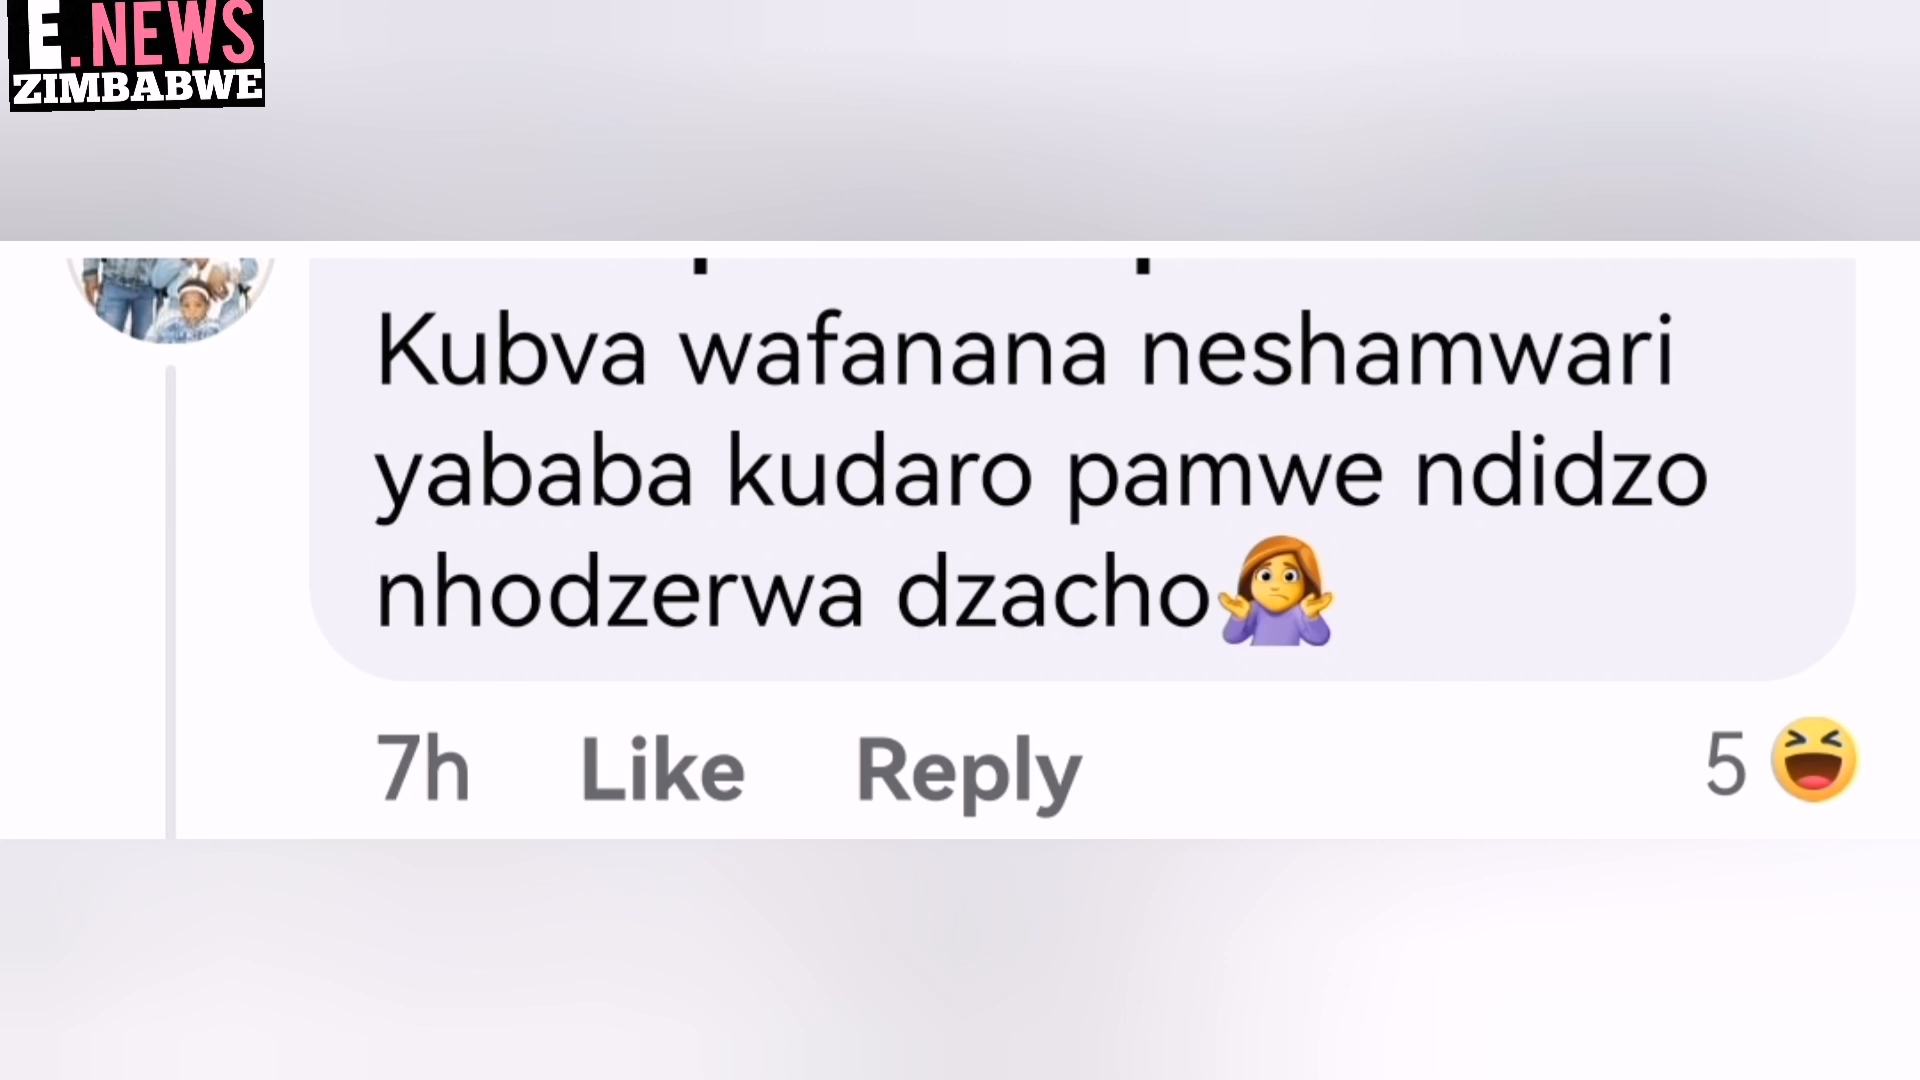 E.NEWS
ZIMBABWE
Kubva wafanana neshamwari
yababa kudaro pamwe ndidzo
nhodzerwa dzacho🤷‍♀️
7h Like Reply 5 😆